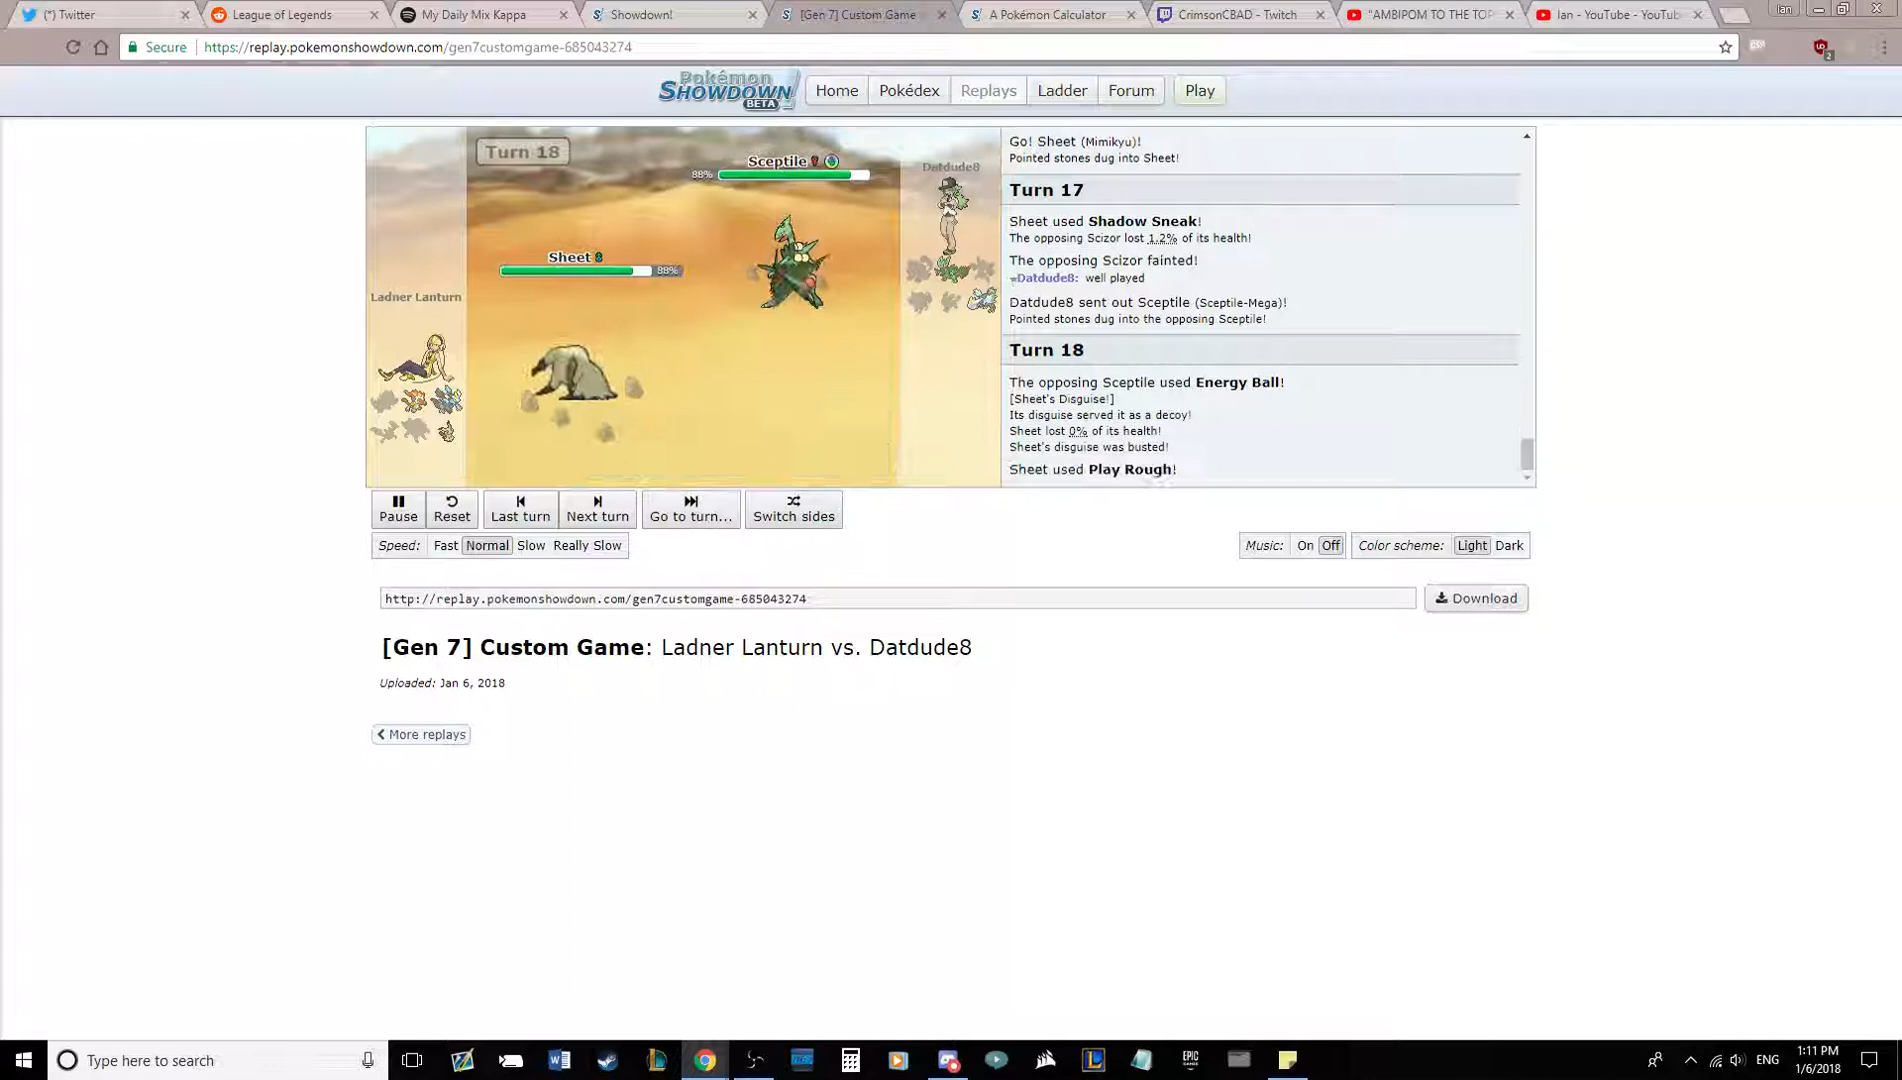 (*) Twitter
League of Legends
My Daily Mix Kappa
Showdown!
[Gen 7] Custom Game
A Pokémon Calculator
CrimsonCBAD - Twitch
"AMBIPOM TO THE TOP
Ian - YouTube - YouTub
Ian
Secure
https://replay.pokemonshowdown.com/gen7customgame-685043274
2
Pokémon
SHOWDOWN
BETA
Home
Pokédex
Replays
Ladder
Forum
Play
Turn 18
Sceptile
88%
Sheet
88%
Ladner Lanturn
Datdude8
Go! Sheet (Mimikyu)!
Pointed stones dug into Sheet!
Turn 17
Sheet used Shadow Sneak!
The opposing Scizor lost 1.2% of its health!
The opposing Scizor fainted!
Datdude8: well played
Datdude8 sent out Sceptile (Sceptile-Mega)!
Pointed stones dug into the opposing Sceptile!
Turn 18
The opposing Sceptile used Energy Ball!
[Sheet's Disguise!]
Its disguise served it as a decoy!
Sheet lost 0% of its health!
Sheet's disguise was busted!
Sheet used Play Rough!
Pause
Reset
Last turn
Next turn
Go to turn...
Switch sides
Speed:
Fast
Normal
Slow
Really Slow
Music:
On
Off
Color scheme:
Light
Dark
http://replay.pokemonshowdown.com/gen7customgame-685043274
Download
[Gen 7] Custom Game: Ladner Lanturn vs. Datdude8
Uploaded: Jan 6, 2018
More replays
Type here to search
EPIC
ENG
1:11 PM
1/6/2018